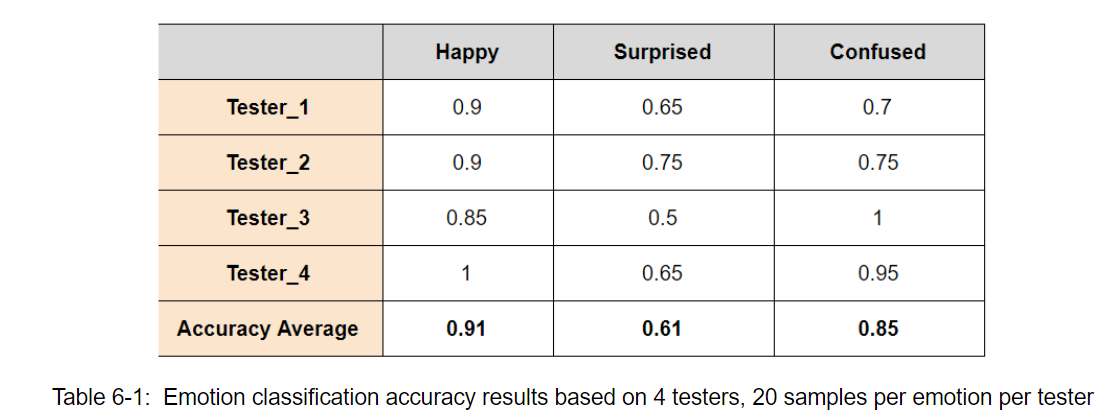 Happy Surprised Confused
Tester_1 0.9 0.65 0.7
Tester_2 0.9 0.75 0.75
Tester_3 0.85 0.5 1
Tester_4 1 0.65 0.95
Accuracy Average 0.91 0.61 0.85
Table 6-1: Emotion classification accuracy results based on 4 testers, 20 samples per emotion per tester